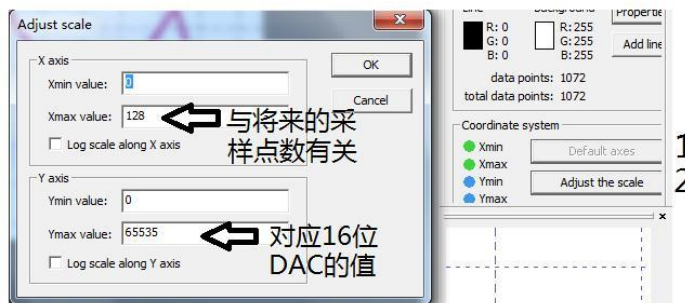 Adjust scale
X axis
Xmin value: 0
Xmax value: 128
Log scale along X axis
OK
Cancel
与将来的采
样点数有关
Y axis
Ymin value: 0
Ymax value: 65535
Log scale along Y axis
对应16位
DAC的值
R: 0
G: 0
B: 0
R: 255
G: 255
B: 255
Add line
data points: 1072
total data points: 1072
Coordinate system
Xmin
Xmax
Ymin
Ymax
Default axes
Adjust the scale
1
2
x